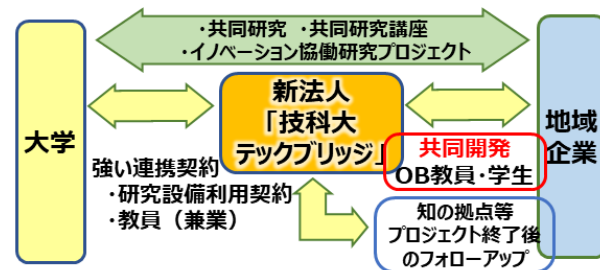 ・共同研究 ・共同研究講座
・イノベーション協働研究プロジェクト
大学
新法人
「技科大
テックブリッジ」
地域
企業
共同開発
OB教員・学生
強い連携契約
・研究設備利用契約
・教員（兼業）
知の拠点等
プロジェクト終了後
のフォローアップ